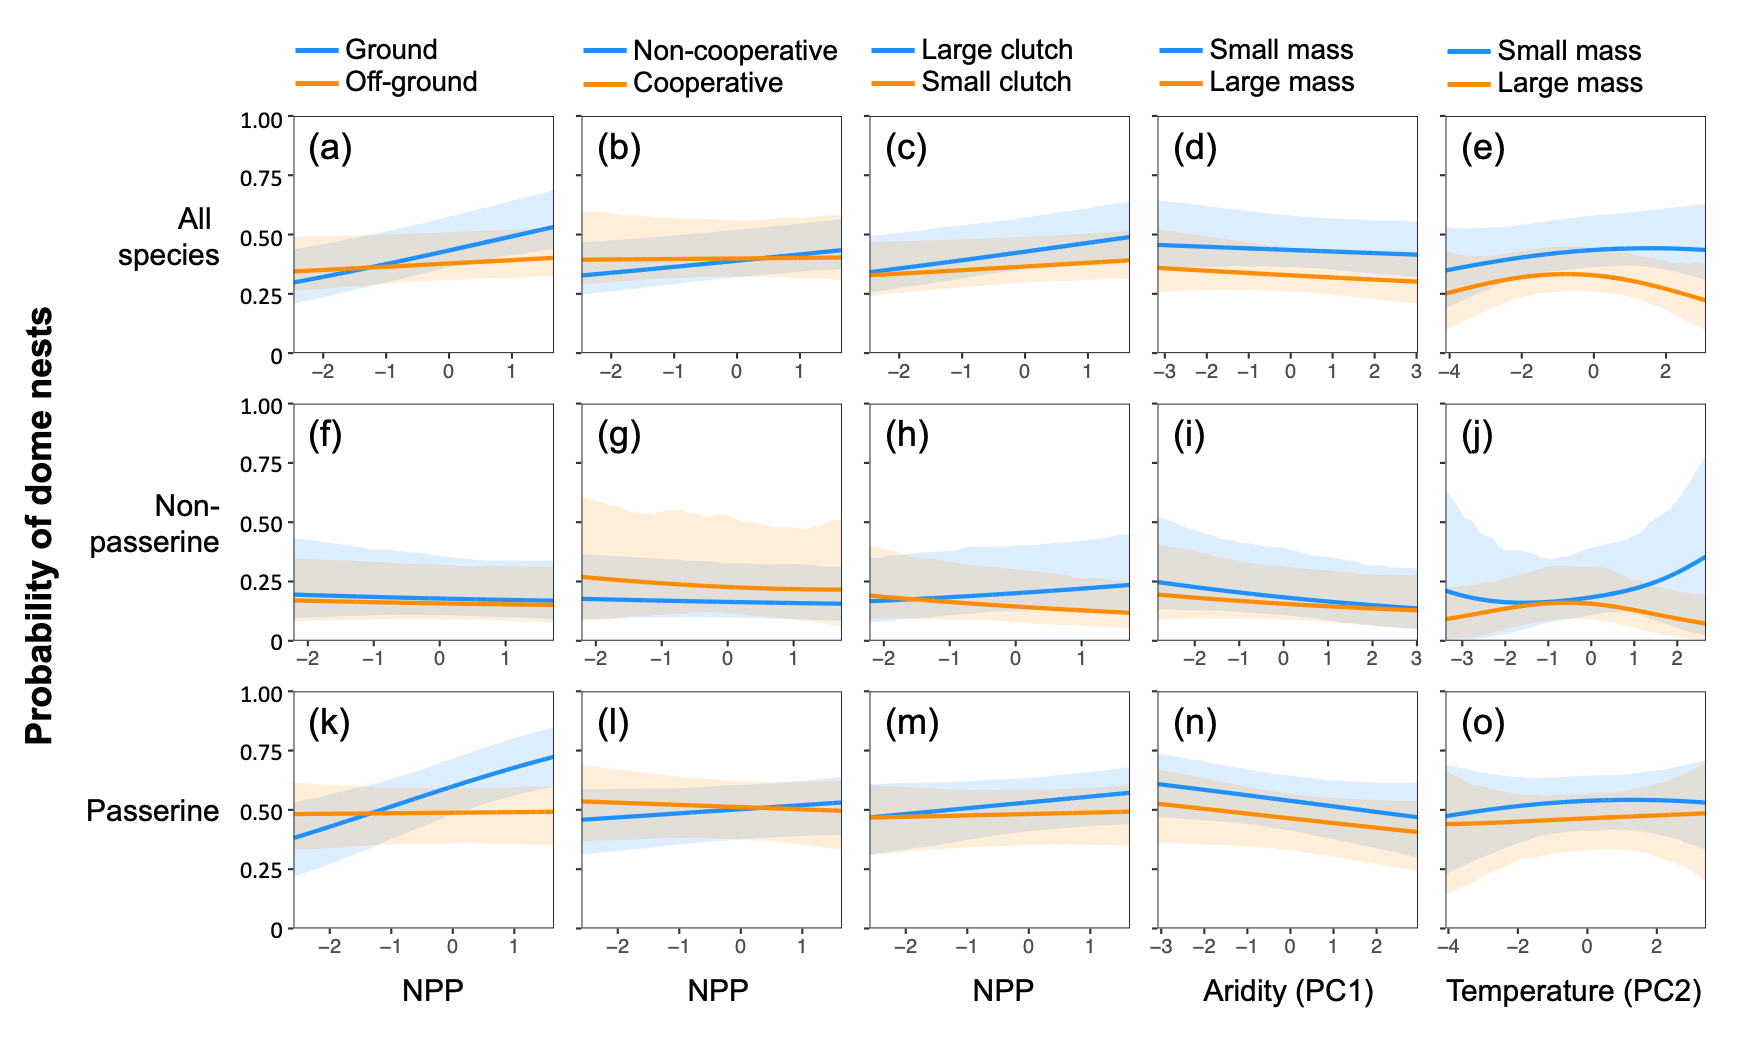 Ground
Off-ground
Non-cooperative
Cooperative
Large clutch
Small clutch
Small mass
Large mass
Small mass
Large mass
Probability of dome nests
All
species
1.00
0.75
0.50
0.25
0
(a)
−2 −1 0 1
(b)
−2 −1 0 1
(c)
−2 −1 0 1
(d)
−3 −2 −1 0 1 2 3
(e)
−4 −2 0 2
Non-
passerine
1.00
0.75
0.50
0.25
0
(f)
−2 −1 0 1
(g)
−2 −1 0 1
(h)
−2 −1 0 1
(i)
−2 −1 0 1 2 3
(j)
−3 −2 −1 0 1 2
Passerine
1.00
0.75
0.50
0.25
0
(k)
−2 −1 0 1
(l)
−2 −1 0 1
(m)
−2 −1 0 1
(n)
−3 −2 −1 0 1 2
(o)
−4 −2 0 2
NPP
NPP
NPP
Aridity (PC1)
Temperature (PC2)